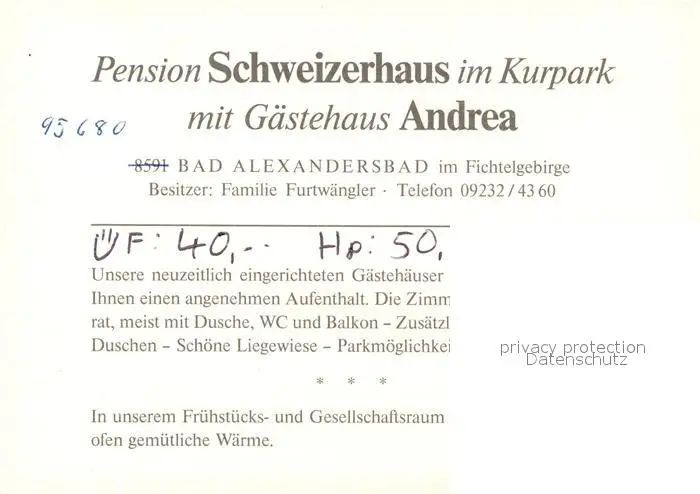 Pension Schweizerhaus im Kurpark
mit Gästehaus Andrea
95680
8591 BAD ALEXANDERSBAD im Fichtelgebirge
Besitzer: Familie Furtwängler · Telefon 09232/4360
ÜF: 40,-- Hp: 50,
Unsere neuzeitlich eingerichteten Gästehäuser
Ihnen einen angenehmen Aufenthalt. Die Zimm
rat, meist mit Dusche, WC und Balkon – Zusätzl
Duschen – Schöne Liegewiese – Parkmöglichkei
privacy protection
Datenschutz
* * *
In unserem Frühstücks- und Gesellschaftsraum
ofen gemütliche Wärme.